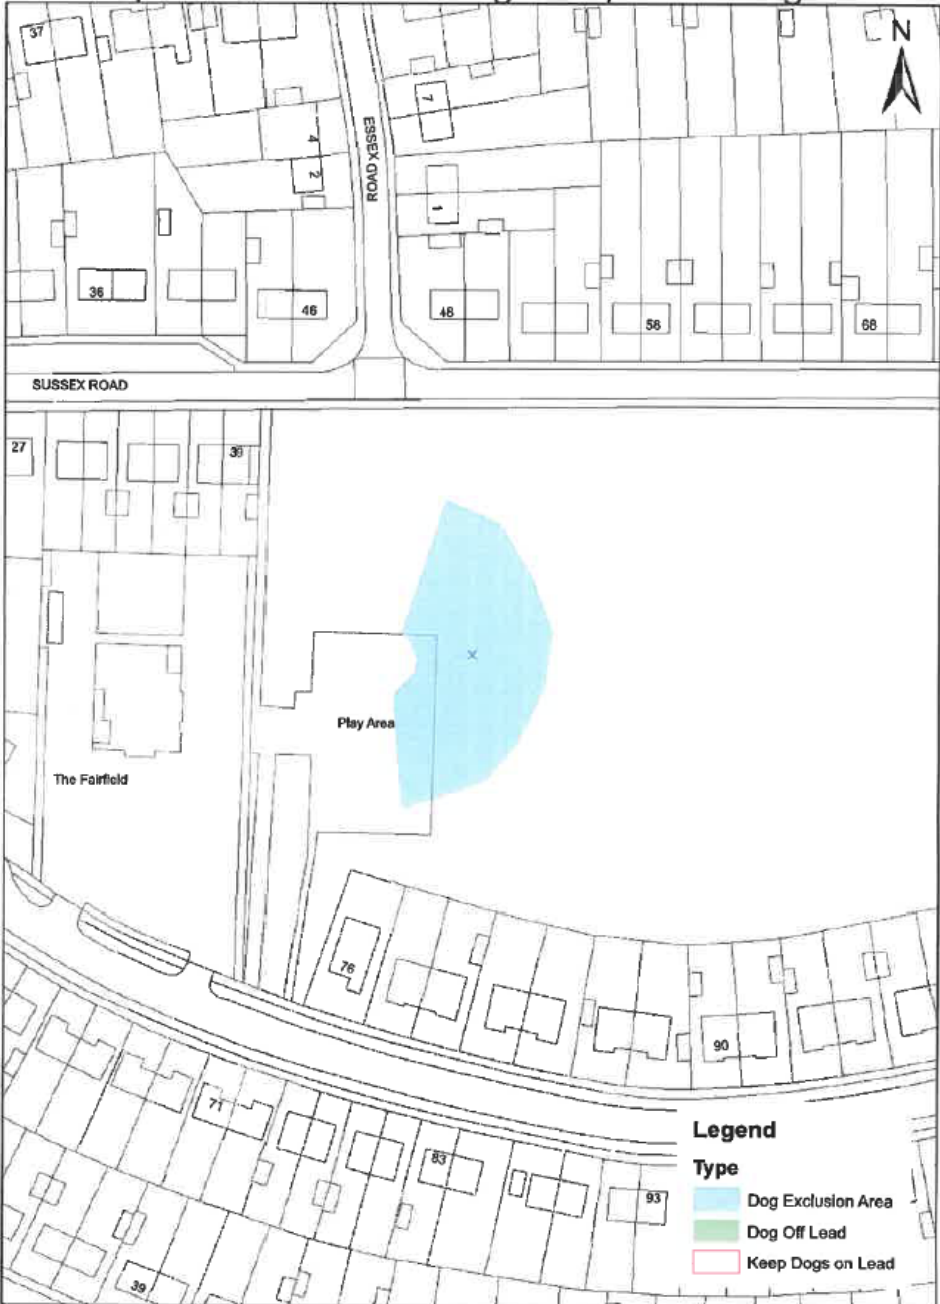 37
N
7
4
ESSEX ROAD
2
1
36
46
48
58
68
SUSSEX ROAD
27
39
x
Play Area
The Fairfield
76
90
71
83
93
39
Legend
Type
Dog Exclusion Area
Dog Off Lead
Keep Dogs on Lead